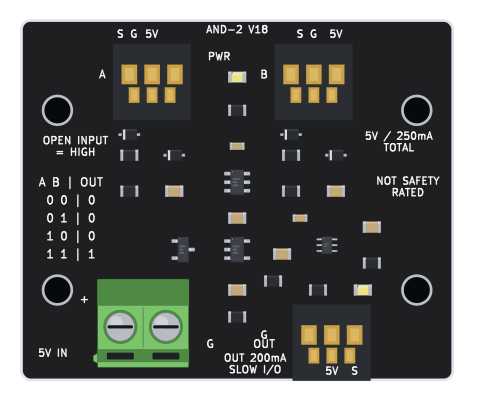 AND-2 V18
S G 5V
S G 5V
PWR
A
B
OPEN INPUT
= HIGH
5V / 250mA
TOTAL
A B | OUT
0 0 | 0
0 1 | 0
1 0 | 0
1 1 | 1
NOT SAFETY
RATED
+
5V IN
G
G
OUT
OUT 200mA
SLOW I/O
5V S